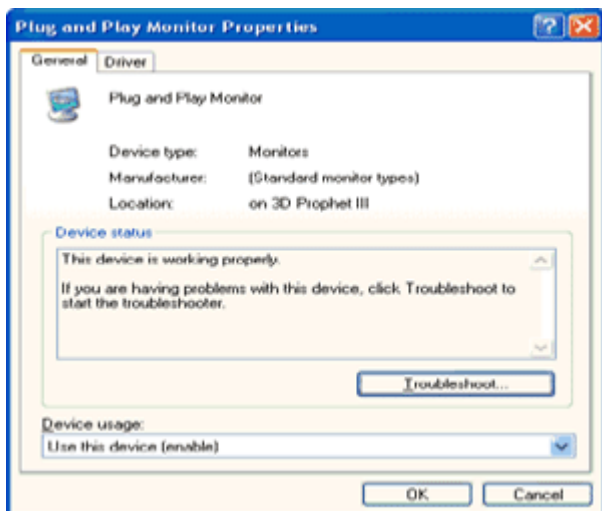 Plug and Play Monitor Properties
General Driver
Plug and Play Monitor
Device type: Monitors
Manufacturer: (Standard monitor types)
Location: on 3D Prophet III
Device status
This device is working properly.
If you are having problems with this device, click Troubleshoot to
start the troubleshooter.
Troubleshoot...
Device usage:
Use this device (enable)
OK Cancel